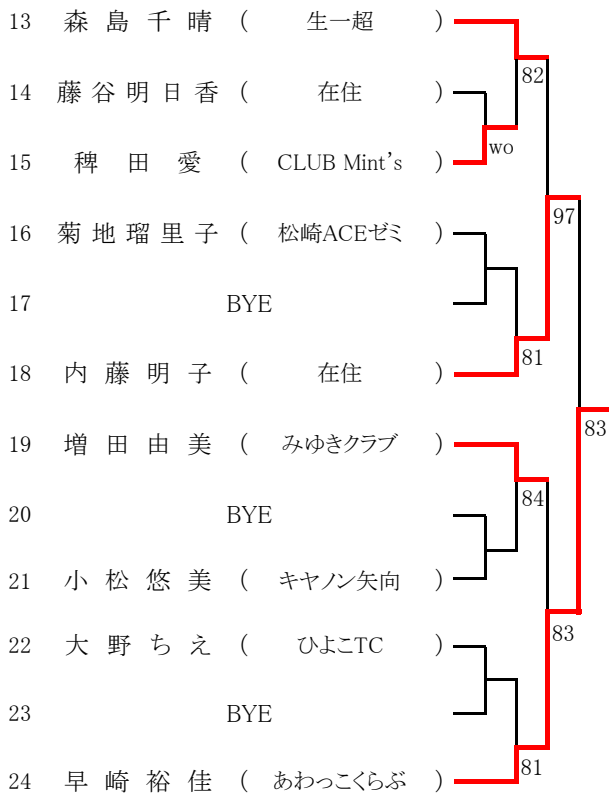 13 森島千晴 ( 生一超 )
82
14 藤谷明日香 ( 在住 )
wo
15 稗田愛 ( CLUB Mint's )
97
16 菊地瑠里子 ( 松崎ACEゼミ )
17 BYE
81
18 内藤明子 ( 在住 )
83
19 増田由美 ( みゆきクラブ )
84
20 BYE
21 小松悠美 ( キヤノン矢向 )
83
22 大野ちえ ( ひよこTC )
23 BYE
81
24 早崎裕佳 ( あわっこくらぶ )